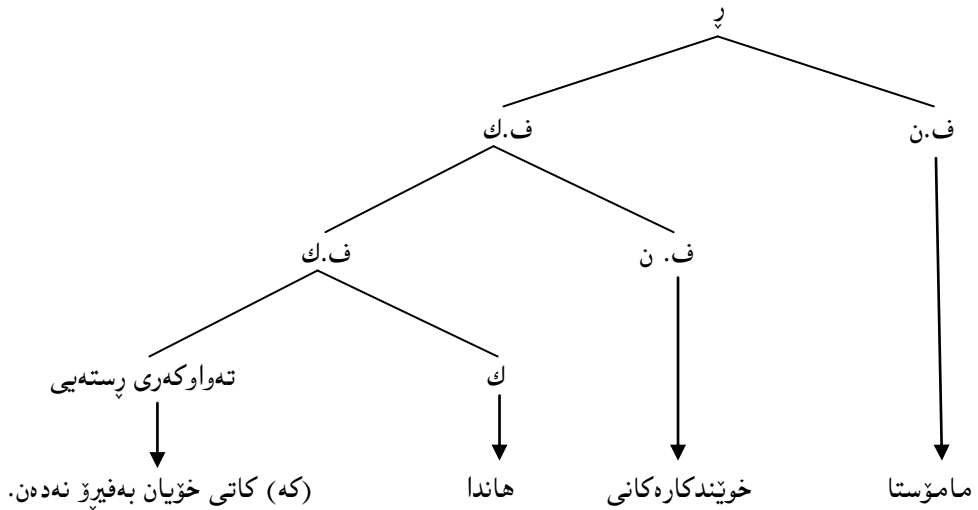 ڕ
ف.ن ف.ك
ف. ن ف.ك
ك تەواوكەری ڕستەیی
مامۆستا خوێندكارەكانی هاندا (كە) كاتی خۆیان بەفیڕۆ نەدەن.